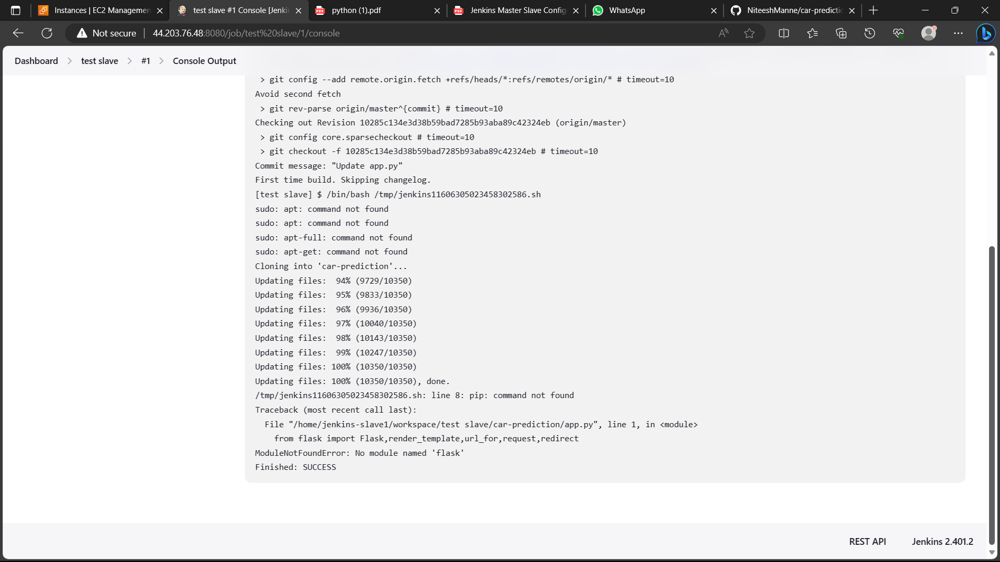 Instances | EC2 Managemen
test slave #1 Console [Jenki
python (1).pdf
Jenkins Master Slave Config
WhatsApp
NiteeshManne/car-predictio
Not secure
44.203.76.48:8080/job/test%20slave/1/console
Dashboard > test slave > #1 > Console Output
> git config --add remote.origin.fetch +refs/heads/*:refs/remotes/origin/* # timeout=10
Avoid second fetch
> git rev-parse origin/master^{commit} # timeout=10
Checking out Revision 10285c134e3d38b59bad7285b93aba89c42324eb (origin/master)
> git config core.sparsecheckout # timeout=10
> git checkout -f 10285c134e3d38b59bad7285b93aba89c42324eb # timeout=10
Commit message: "Update app.py"
First time build. Skipping changelog.
[test slave] $ /bin/bash /tmp/jenkins11606305023458302586.sh
sudo: apt: command not found
sudo: apt: command not found
sudo: apt-full: command not found
sudo: apt-get: command not found
Cloning into 'car-prediction'...
Updating files:  94% (9729/10350)
Updating files:  95% (9833/10350)
Updating files:  96% (9936/10350)
Updating files:  97% (10040/10350)
Updating files:  98% (10143/10350)
Updating files:  99% (10247/10350)
Updating files: 100% (10350/10350)
Updating files: 100% (10350/10350), done.
/tmp/jenkins11606305023458302586.sh: line 8: pip: command not found
Traceback (most recent call last):
File "/home/jenkins-slave1/workspace/test slave/car-prediction/app.py", line 1, in <module>
from flask import Flask,render_template,url_for,request,redirect
ModuleNotFoundError: No module named 'flask'
Finished: SUCCESS
REST API
Jenkins 2.401.2